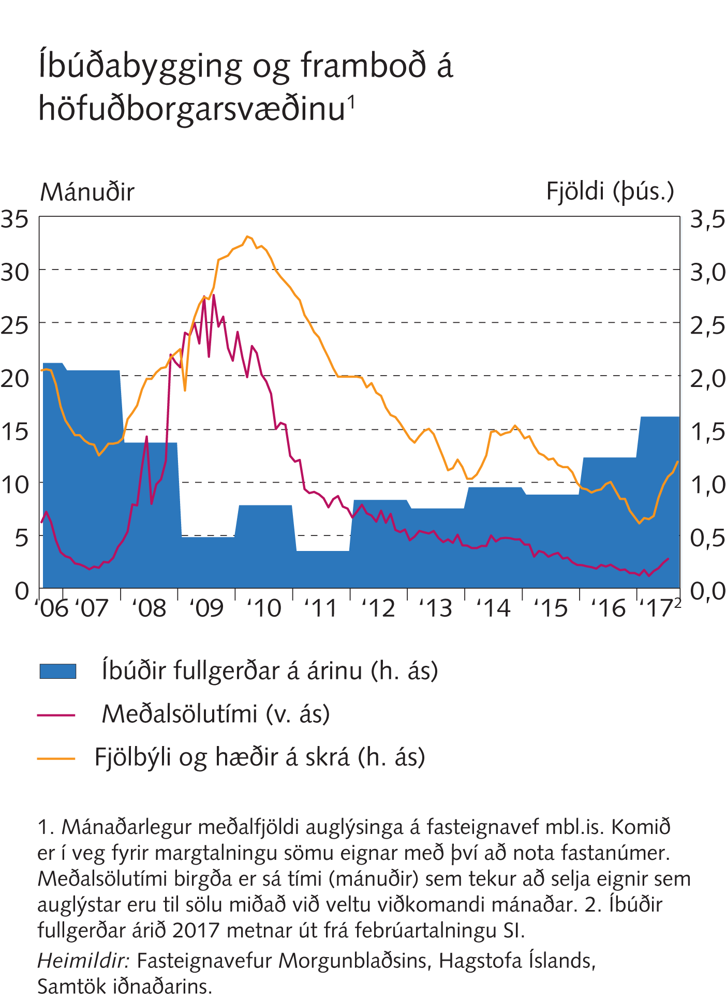 Íbúðabygging og framboð á
höfuðborgarsvæðinu¹
Mánuðir
Fjöldi (þús.)
35
3,5
30
3,0
25
2,5
20
2,0
15
1,5
10
1,0
5
0,5
0
0,0
‘06 ‘07 ‘08 ‘09 ‘10 ‘11 ‘12 ‘13 ‘14 ‘15 ‘16 ‘17²
Íbúðir fullgerðar á árinu (h. ás)
Meðalsölutími (v. ás)
Fjölbýli og hæðir á skrá (h. ás)
1. Mánaðarlegur meðalfjöldi auglýsinga á fasteignavef mbl.is. Komið
er í veg fyrir margtalningu sömu eignar með því að nota fastanúmer.
Meðalsölutími birgða er sá tími (mánuðir) sem tekur að selja eignir sem
auglýstar eru til sölu miðað við veltu viðkomandi mánaðar. 2. Íbúðir
fullgerðar árið 2017 metnar út frá febrúartalningu SI.
Heimildir: Fasteignavefur Morgunblaðsins, Hagstofa Íslands,
Samtök iðnaðarins.